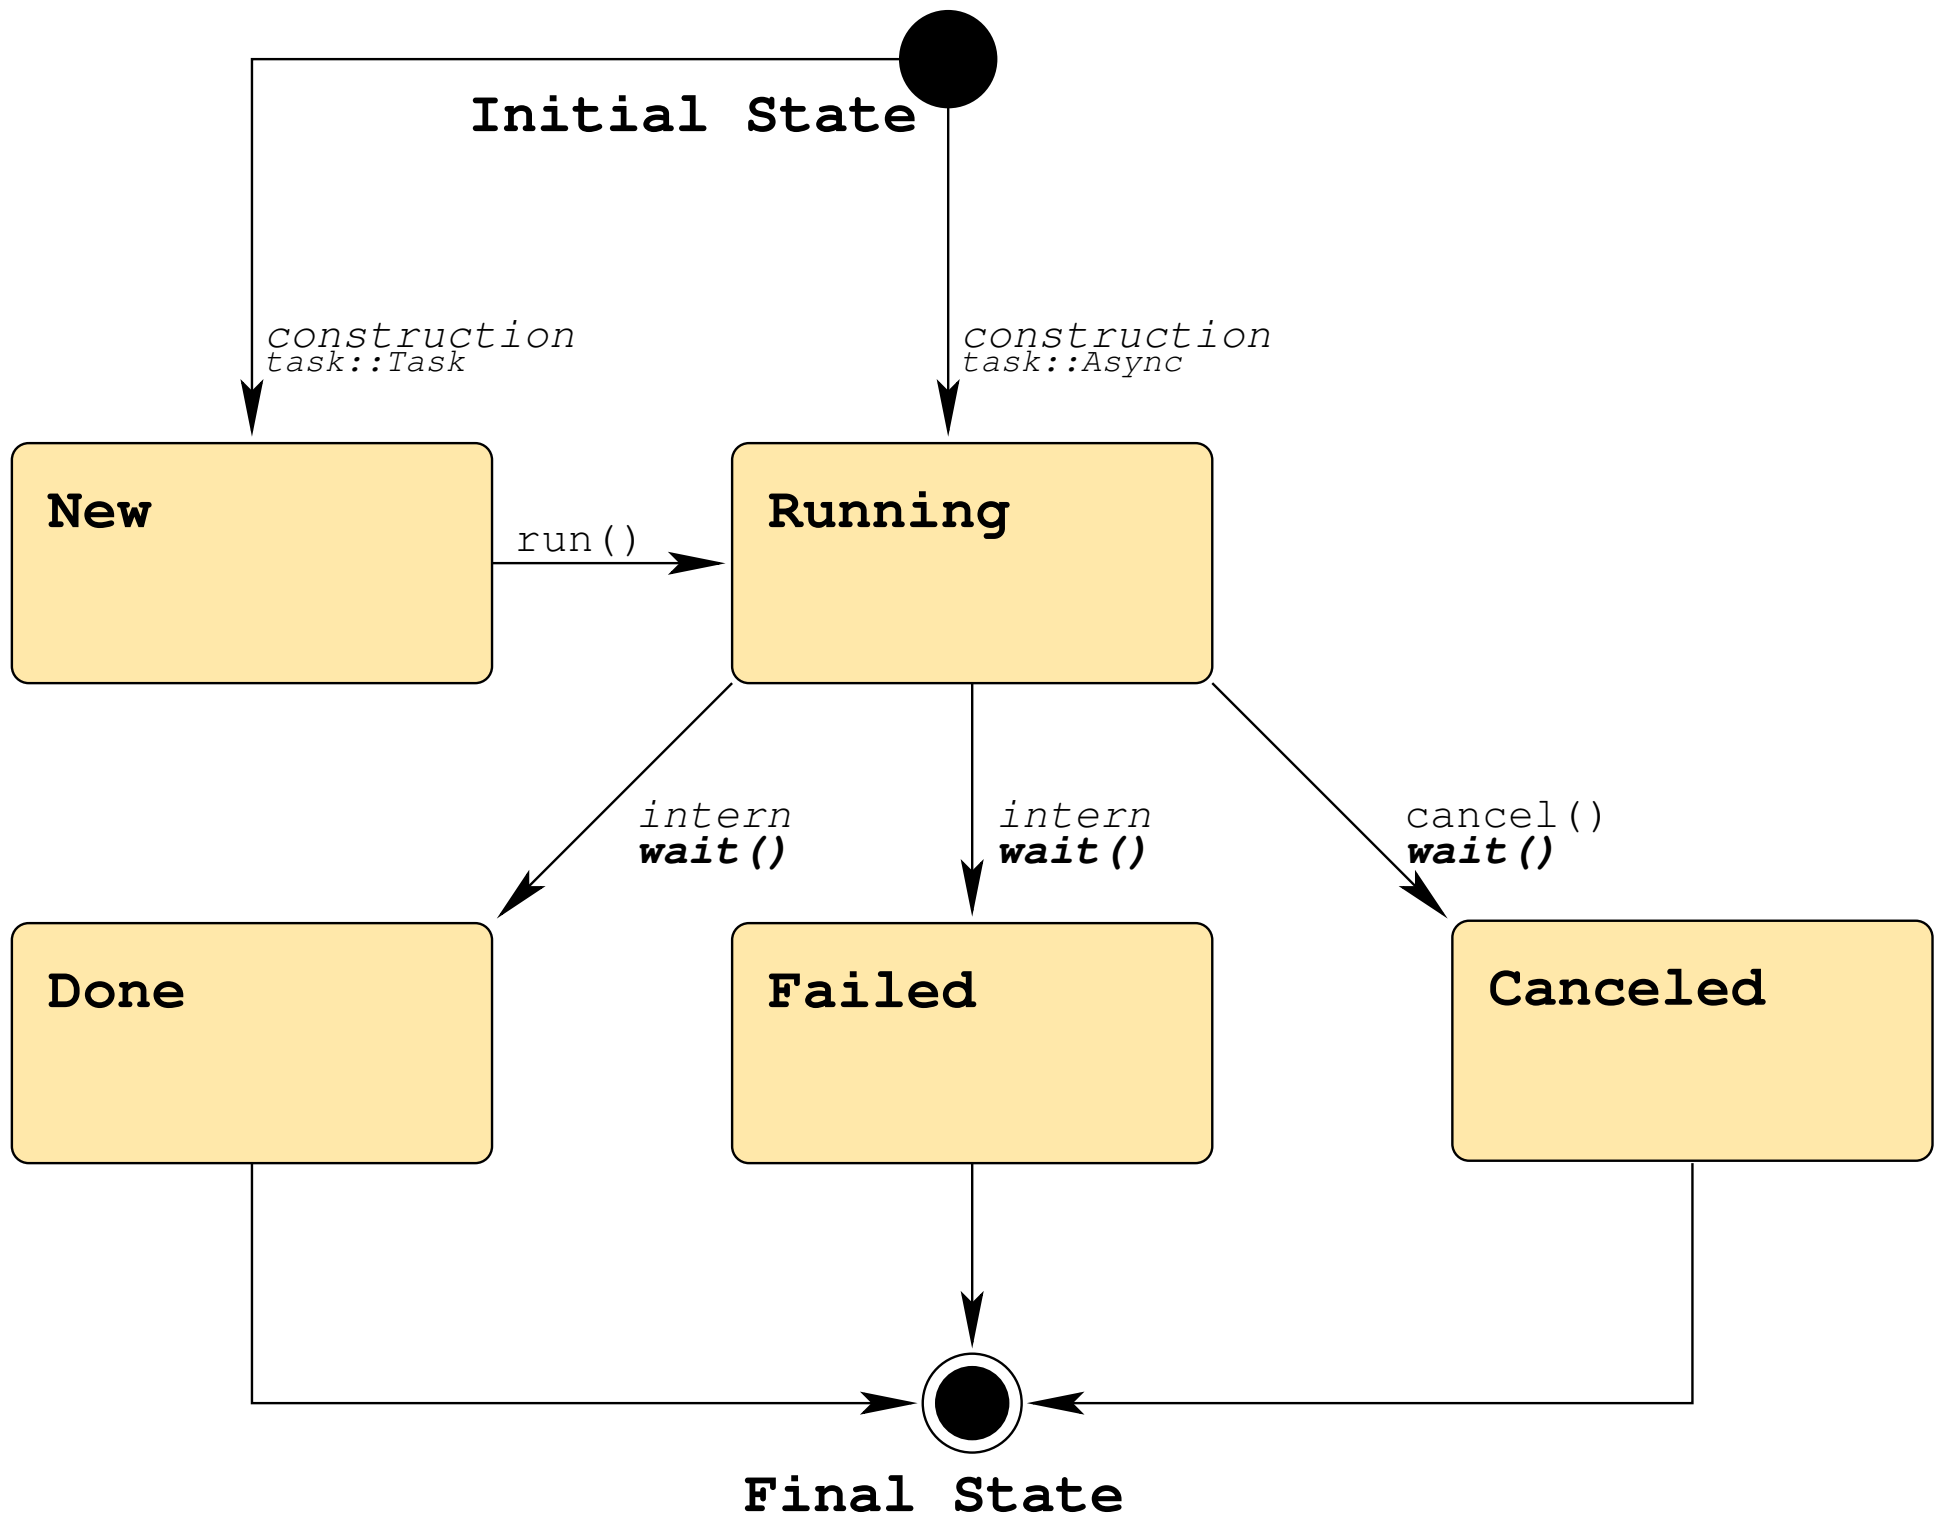 Initial State
construction
task::Task
construction
task::Async
New
run()
Running
intern
wait()
intern
wait()
cancel()
wait()
Done
Failed
Canceled
Final State